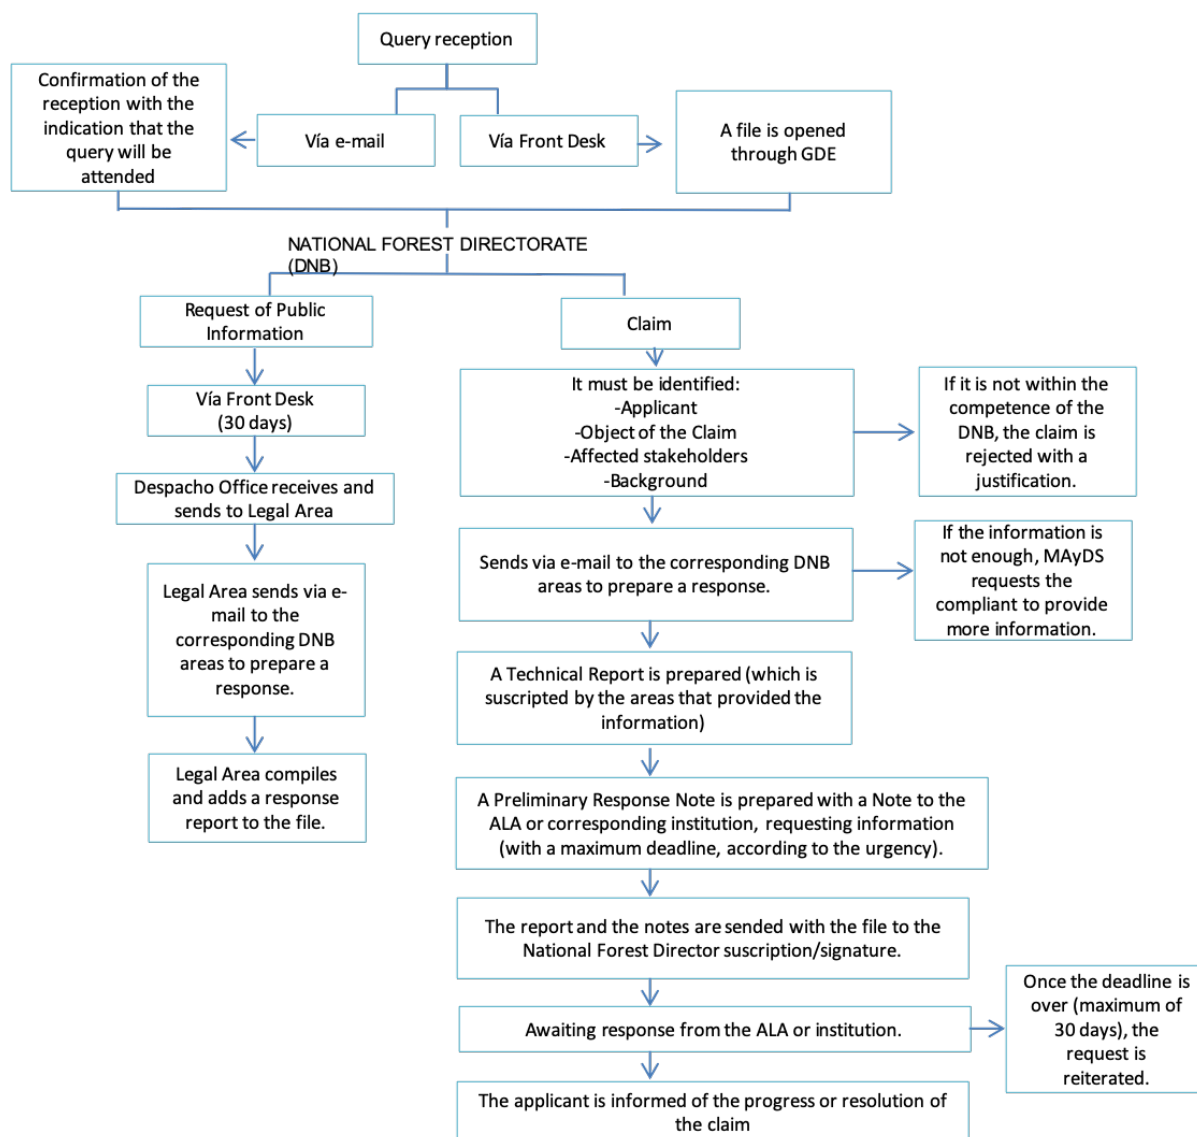 Query reception
Confirmation of the
reception with the
indication that the
query will be
attended
Vía e-mail
Vía Front Desk
A file is opened
through GDE
NATIONAL FOREST DIRECTORATE
(DNB)
Request of Public
Information
Vía Front Desk
(30 days)
Despacho Office receives and
sends to Legal Area
Legal Area sends via e-
mail to the
corresponding DNB
areas to prepare a
response.
Legal Area compiles
and adds a response
report to the file.
Claim
It must be identified:
-Applicant
-Object of the Claim
-Affected stakeholders
-Background
If it is not within the
competence of the
DNB, the claim is
rejected with a
justification.
Sends via e-mail to the corresponding DNB
areas to prepare a response.
If the information is
not enough, MAyDS
requests the
compliant to provide
more information.
A Technical Report is prepared (which is
suscripted by the areas that provided the
information)
A Preliminary Response Note is prepared with a Note to the
ALA or corresponding institution, requesting information
(with a maximum deadline, according to the urgency).
The report and the notes are sended with the file to the
National Forest Director suscription/signature.
Awaiting response from the ALA or institution.
Once the deadline is
over (maximum of
30 days), the
request is
reiterated.
The applicant is informed of the progress or resolution of
the claim